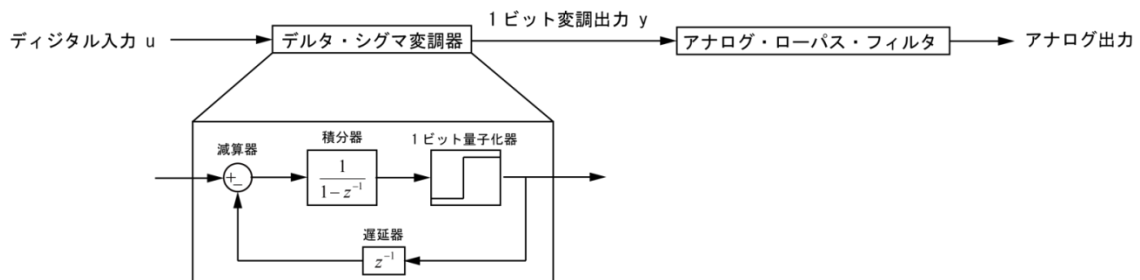 ディジタル入力 u
デルタ・シグマ変調器
1ビット変調出力 y
アナログ・ローパス・フィルタ
アナログ出力
減算器
+
−
積分器
1
1 − z⁻¹
1ビット量子化器
遅延器
z⁻¹